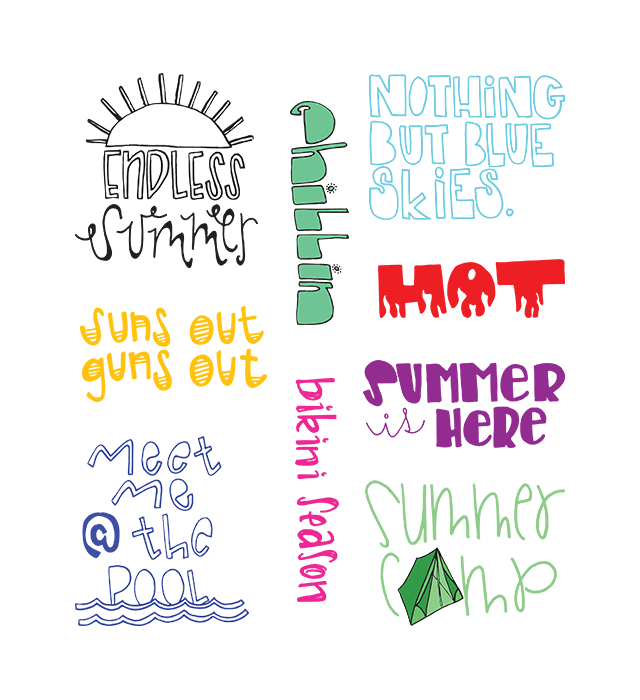 ENDLESS
summer
suns out
guns out
meet
me
@ the
POOL
chillin
bikini season
NOTHiNG
BUT BLUE
SKiES.
HOT
SUMMER
is HERE
summer
camp